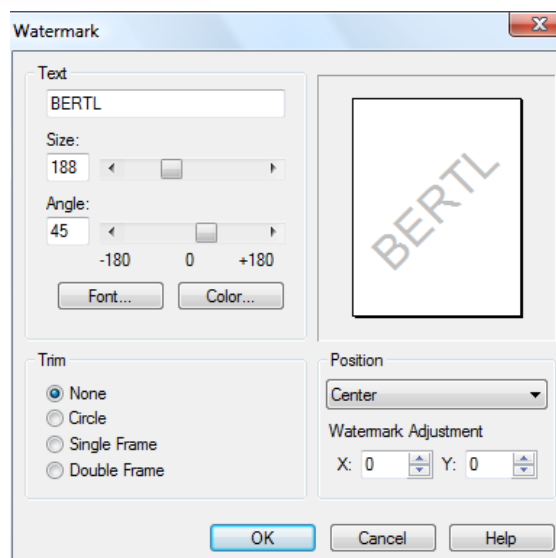 Watermark
Text
BERTL
Size:
188
Angle:
45
-180 0 +180
Font... Color...
BERTL
Trim
None
Circle
Single Frame
Double Frame
Position
Center
Watermark Adjustment
X: 0 Y: 0
OK Cancel Help